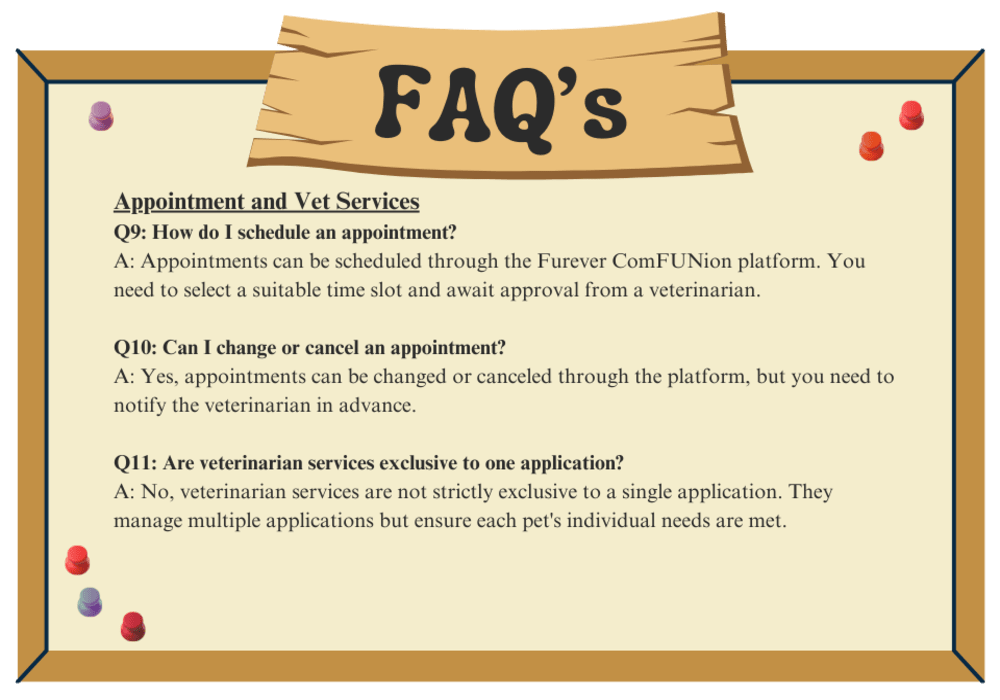 FAQ's
Appointment and Vet Services
Q9: How do I schedule an appointment?
A: Appointments can be scheduled through the Furever ComFUNion platform. You
need to select a suitable time slot and await approval from a veterinarian.
Q10: Can I change or cancel an appointment?
A: Yes, appointments can be changed or canceled through the platform, but you need to
notify the veterinarian in advance.
Q11: Are veterinarian services exclusive to one application?
A: No, veterinarian services are not strictly exclusive to a single application. They
manage multiple applications but ensure each pet's individual needs are met.